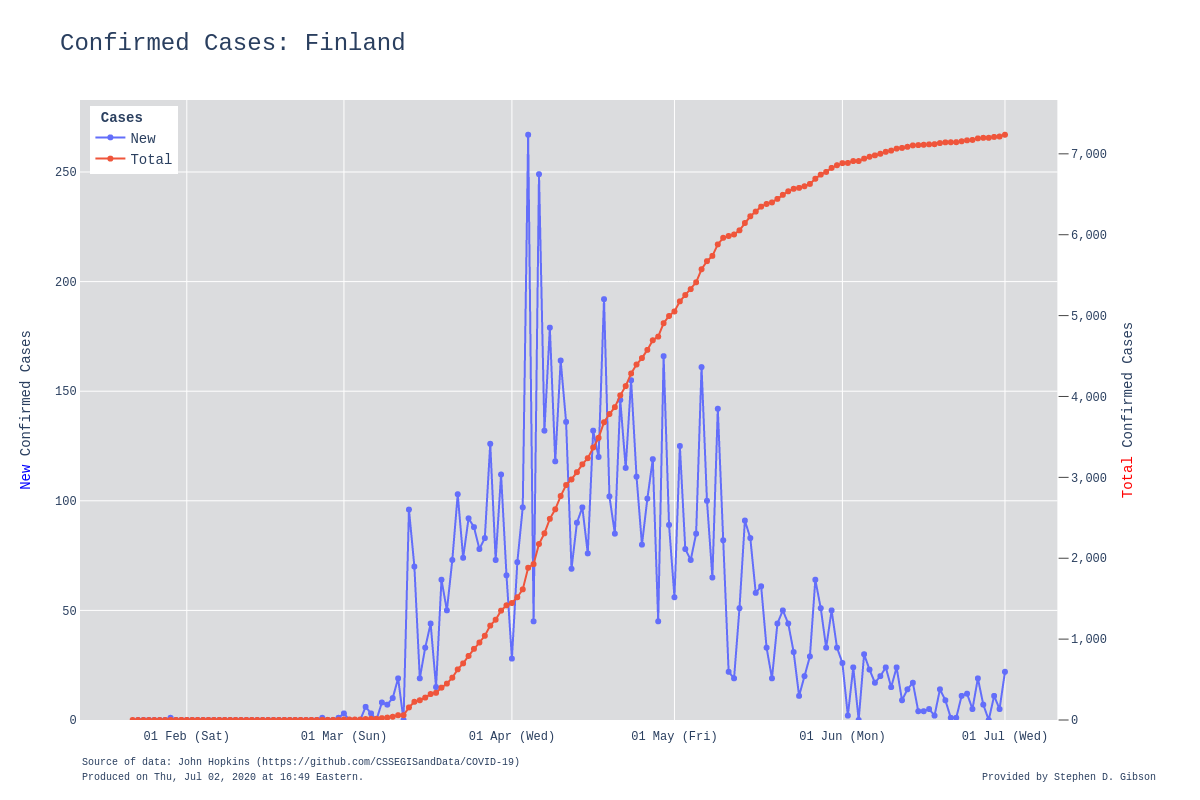 Confirmed Cases: Finland
Cases
New
Total
250
200
150
100
50
0
7,000
6,000
5,000
4,000
3,000
2,000
1,000
0
New Confirmed Cases
Total Confirmed Cases
01 Feb (Sat)
01 Mar (Sun)
01 Apr (Wed)
01 May (Fri)
01 Jun (Mon)
01 Jul (Wed)
Source of data: John Hopkins (https://github.com/CSSEGISandData/COVID-19)
Produced on Thu, Jul 02, 2020 at 16:49 Eastern.
Provided by Stephen D. Gibson